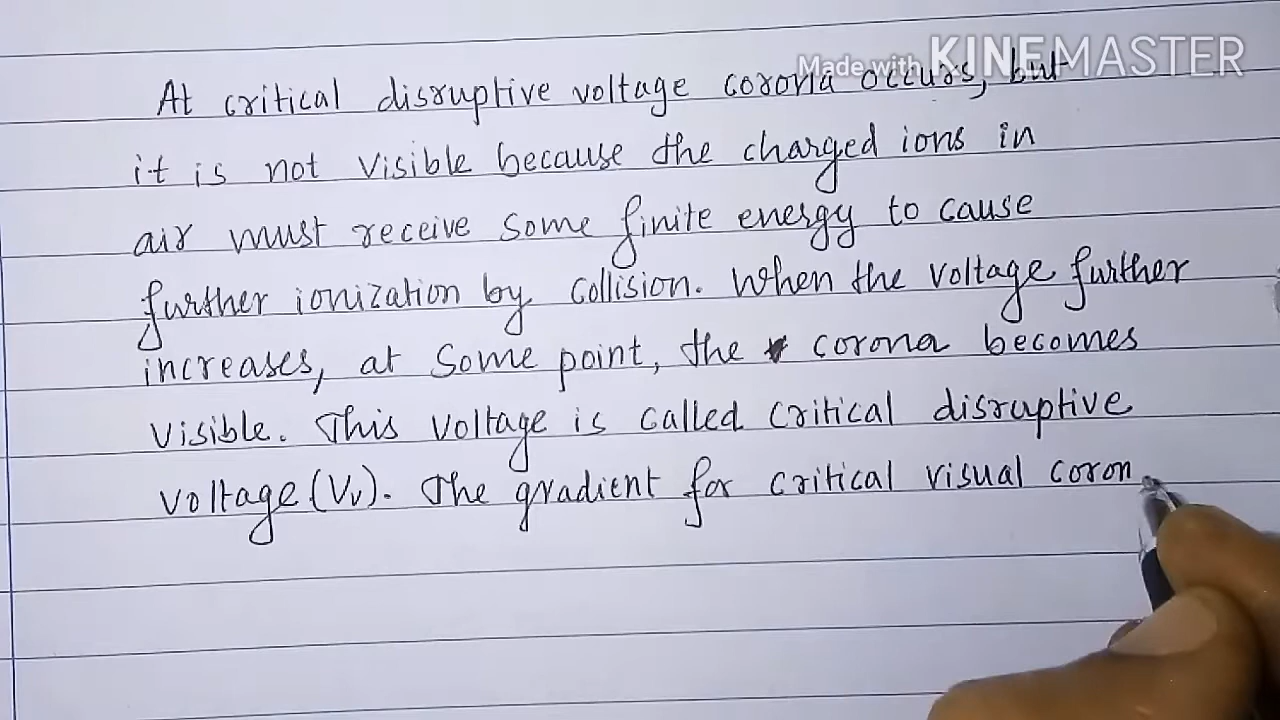 Made with KINEMASTER
At critical disruptive voltage corona occurs, but
it is not visible because the charged ions in
air must receive some finite energy to cause
further ionization by collision. When the voltage further
increases, at some point, the corona becomes
visible. This voltage is called critical disruptive
voltage (Vv). The gradient for critical visual coron